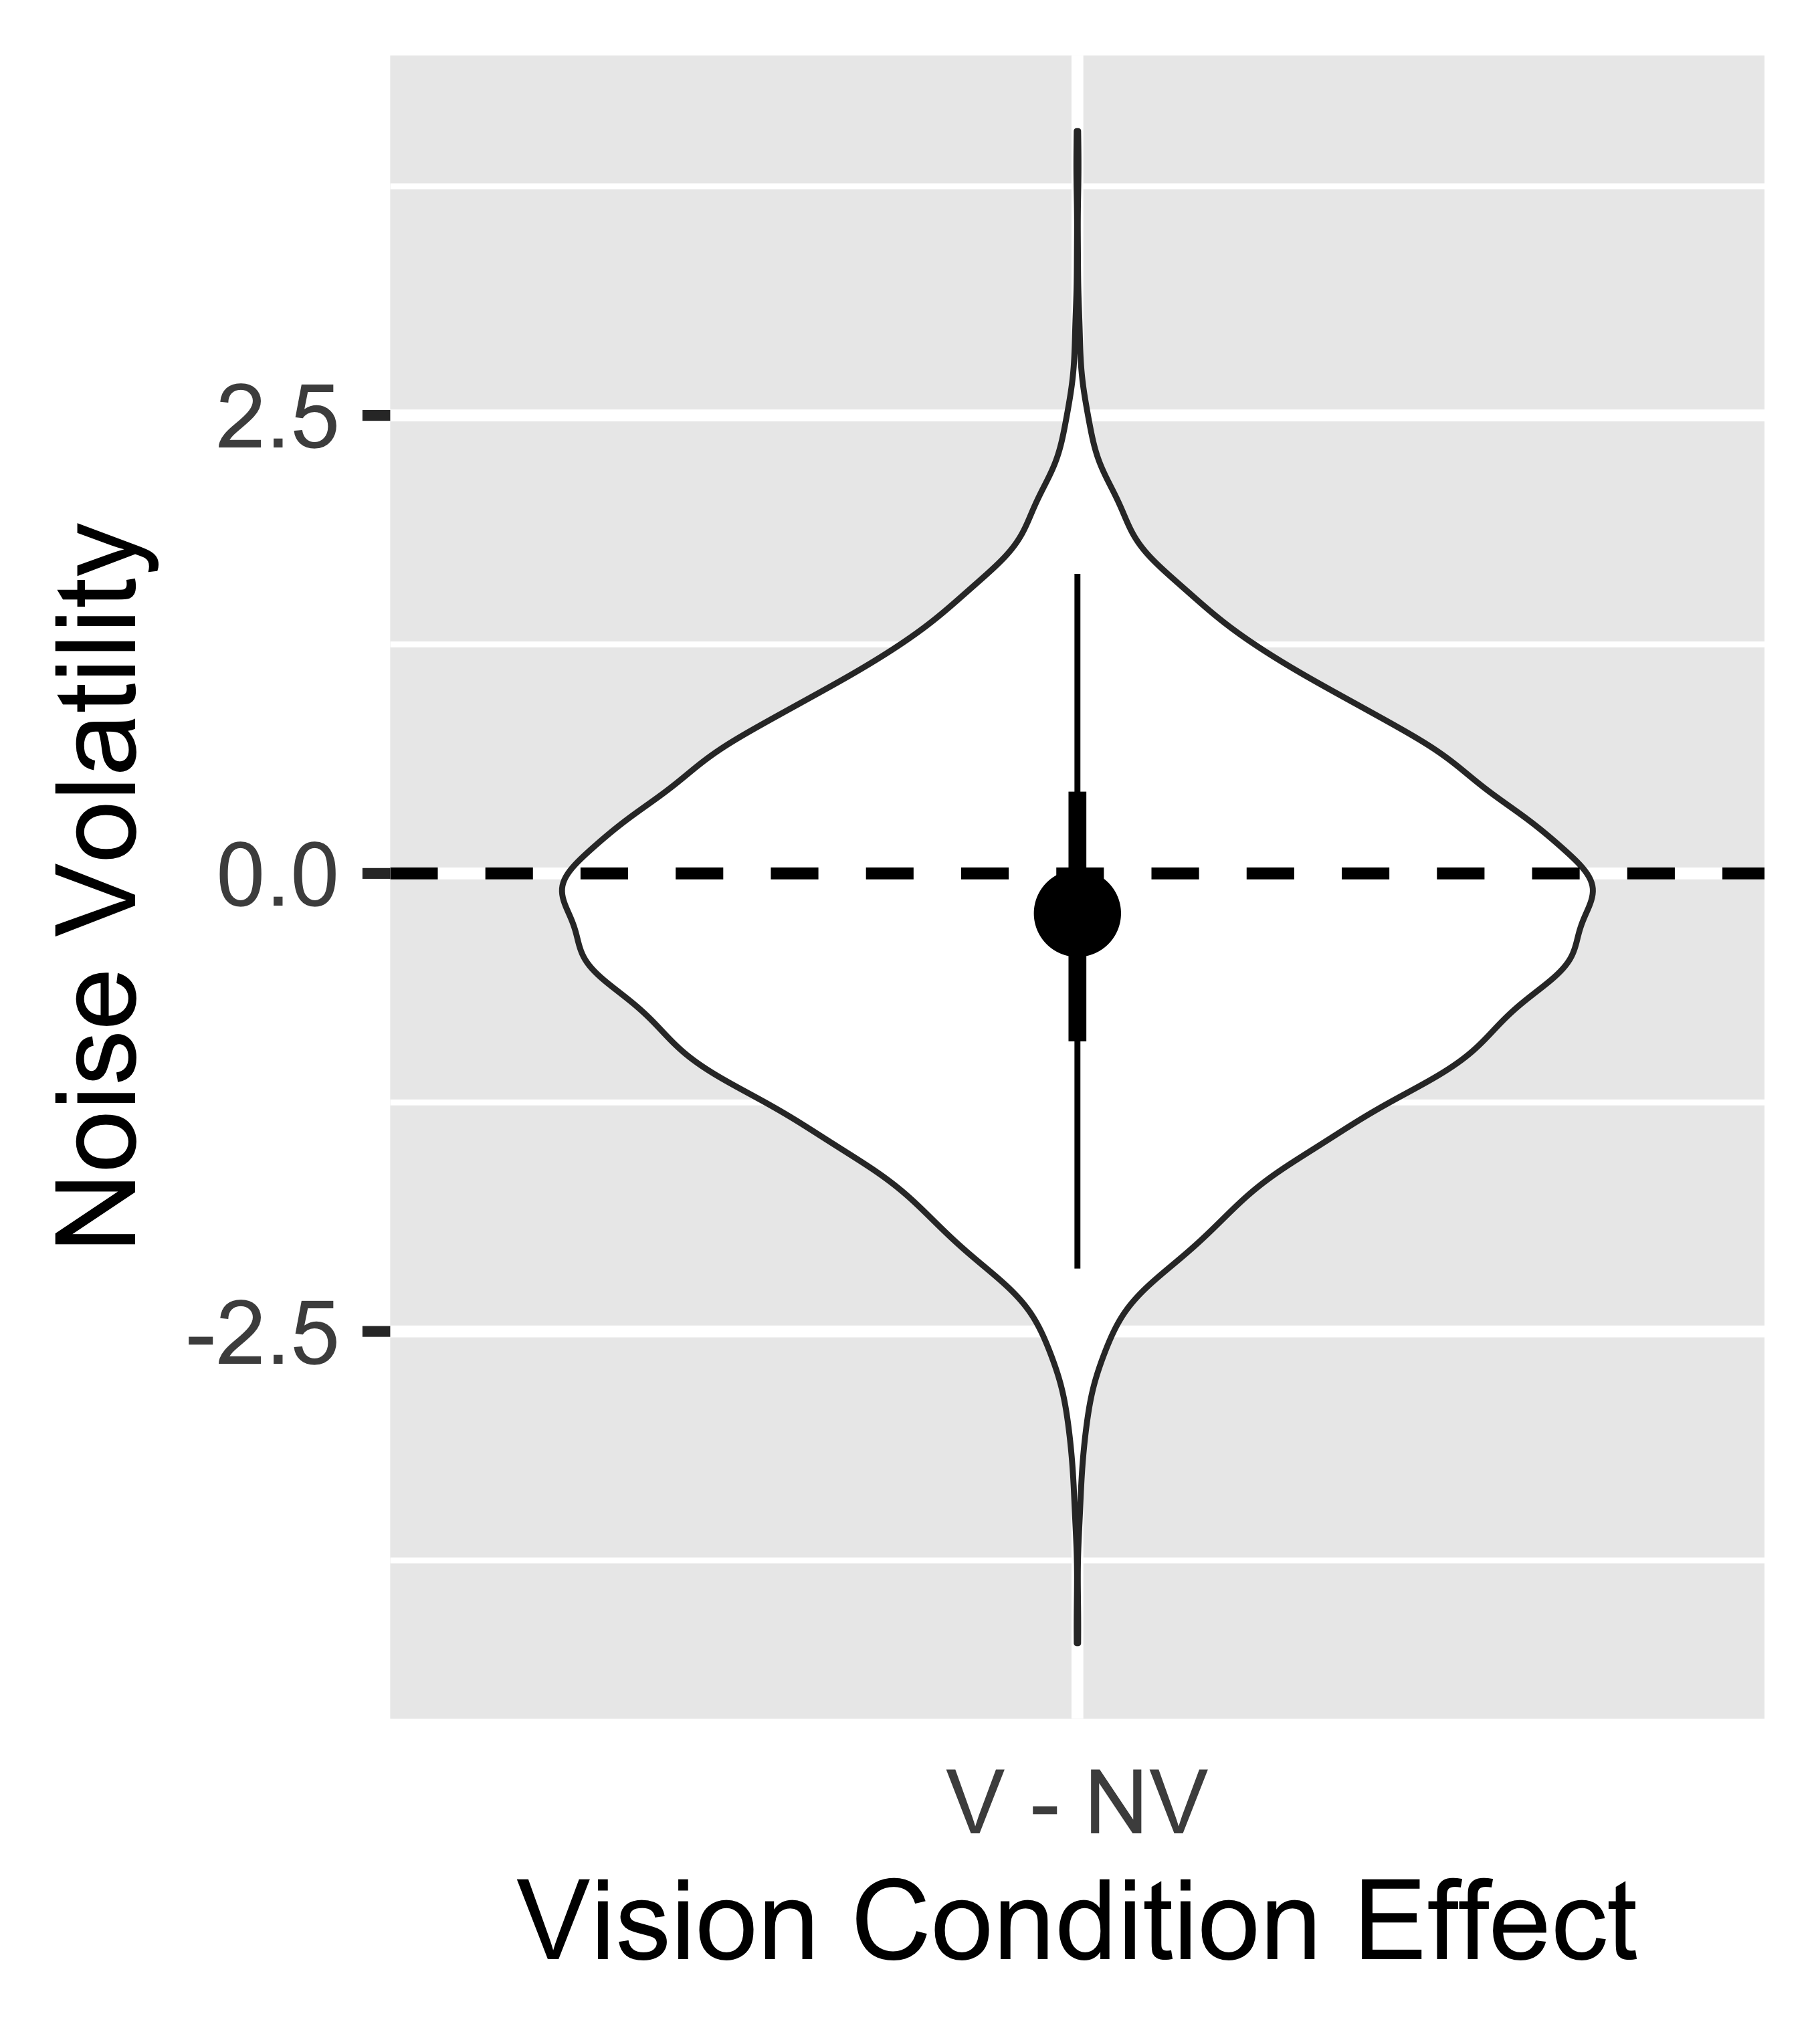 Noise Volatility
2.5
0.0
-2.5
V - NV
Vision Condition Effect